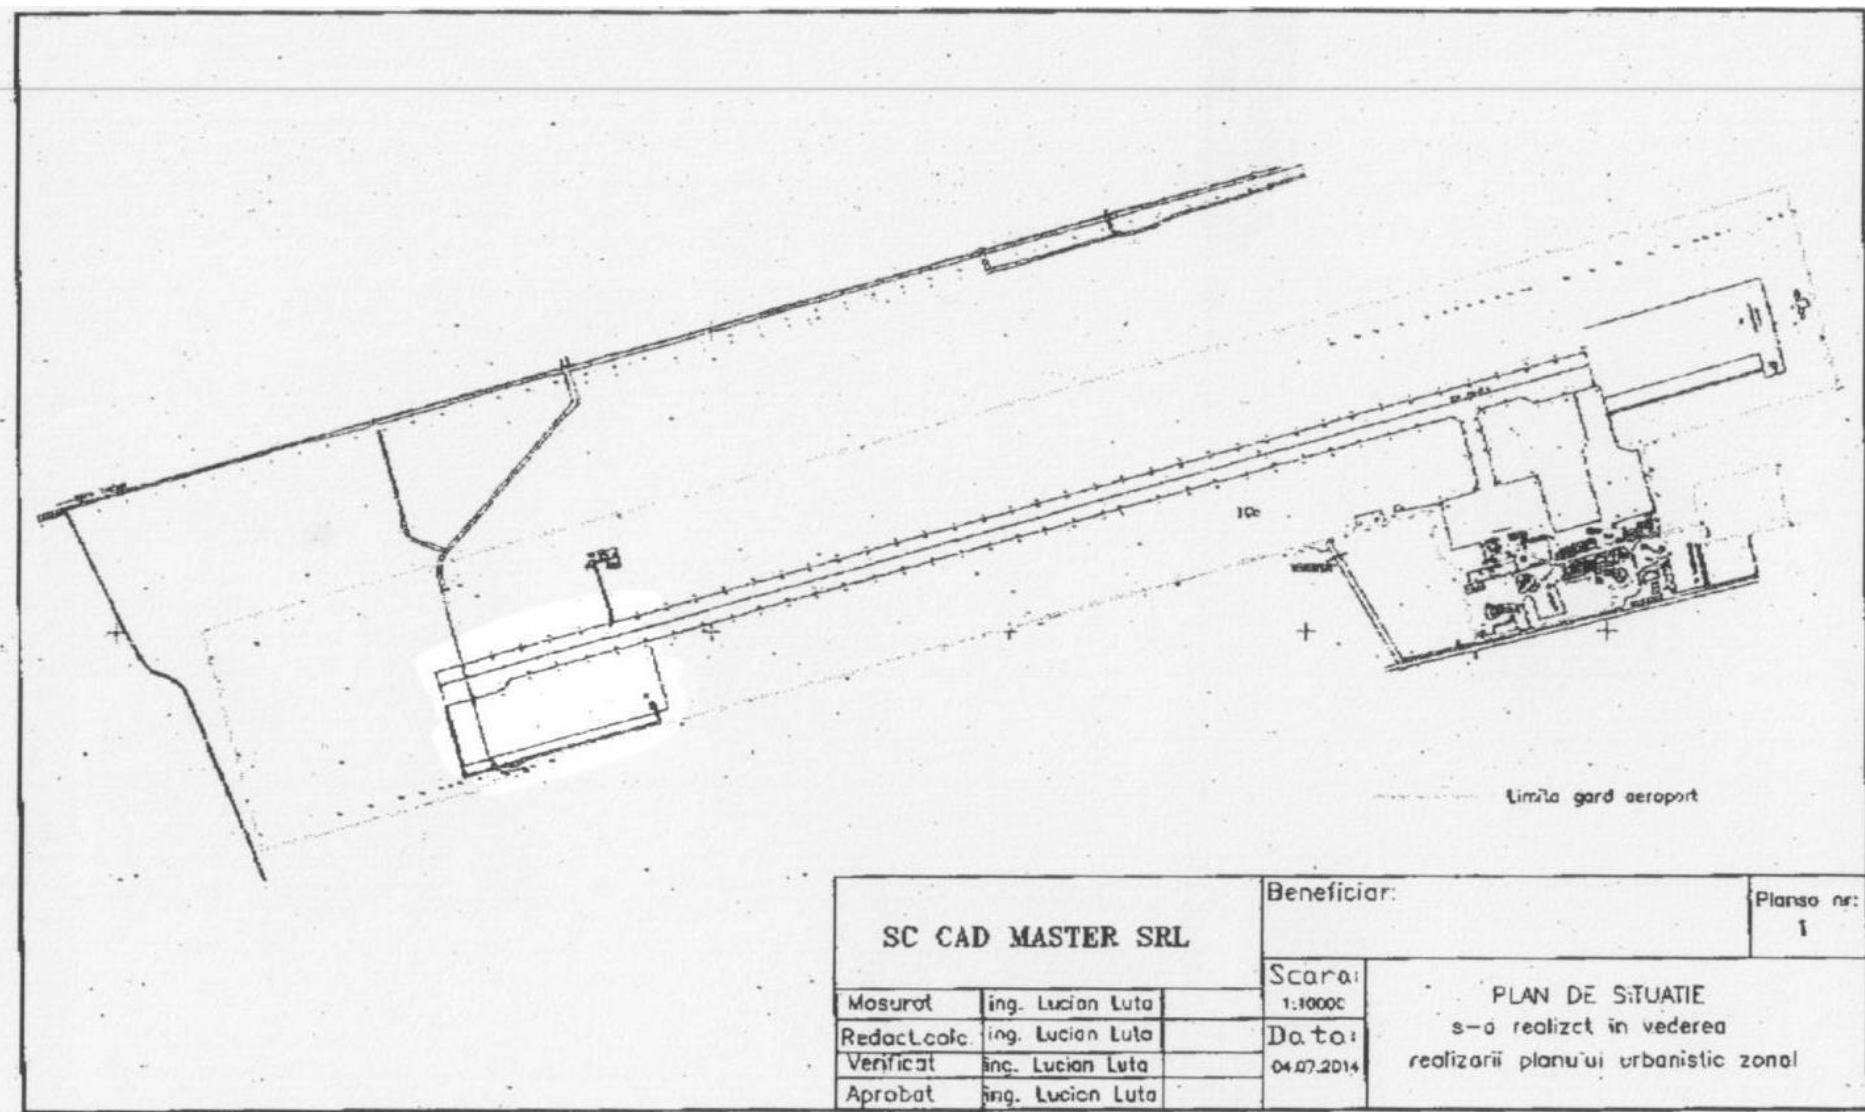 Limita gard aeroport
SC CAD MASTER SRL
Beneficiar:
Plansa nr:
1
Masurat ing. Lucian Luta
Redact.calc. ing. Lucian Luta
Verificat ing. Lucian Luta
Aprobat ing. Lucian Luta
Scara:
1:10000
Data:
04.07.2014
PLAN DE SITUATIE
s-a realizat in vederea
realizarii planului urbanistic zonal